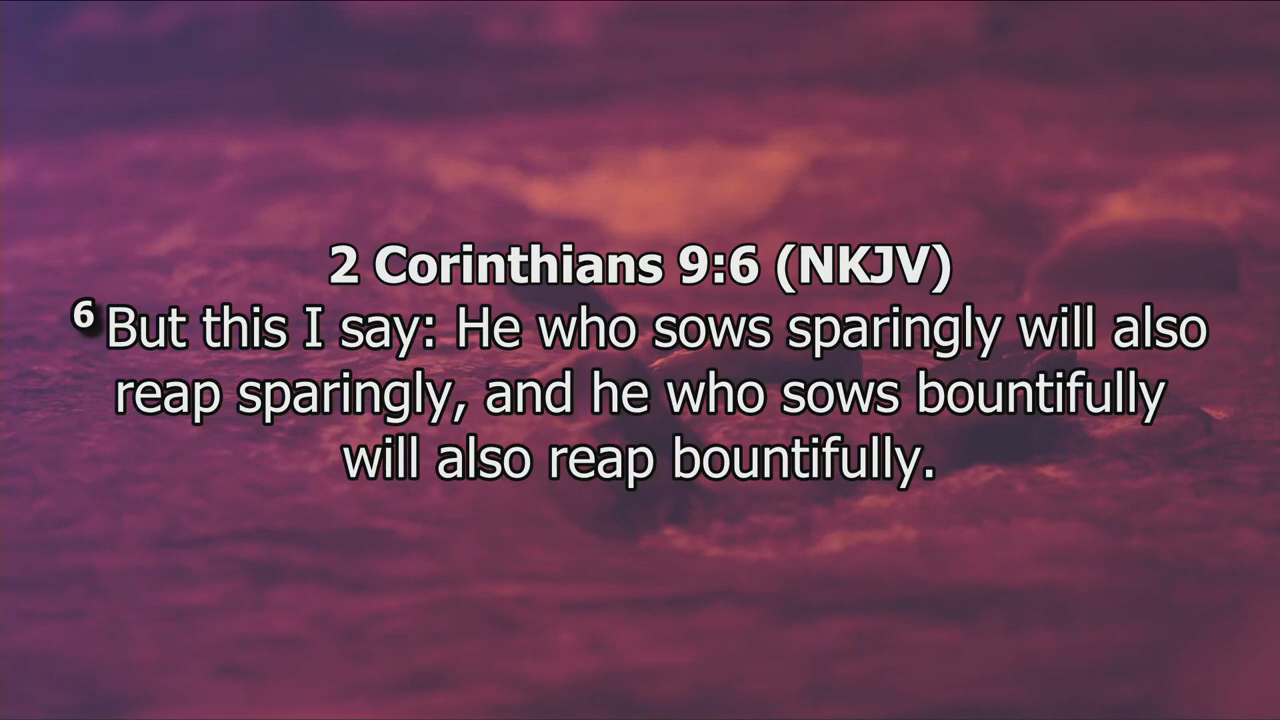 2 Corinthians 9:6 (NKJV)
6 But this I say: He who sows sparingly will also
reap sparingly, and he who sows bountifully
will also reap bountifully.